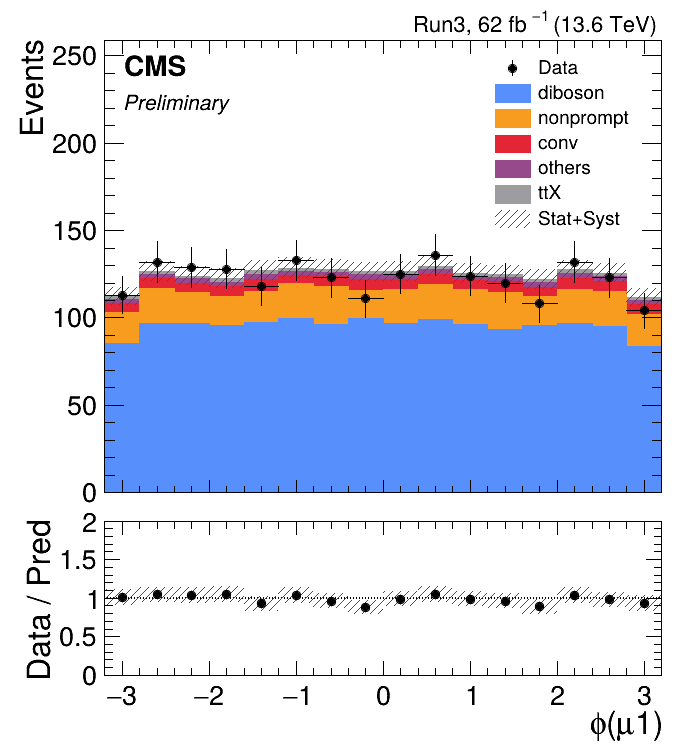 Run3, 62 fb⁻¹ (13.6 TeV)
CMS
Preliminary
Events
250
200
150
100
50
0
Data
diboson
nonprompt
conv
others
ttX
Stat+Syst
Data / Pred
2
1.5
1
0.5
0
−3 −2 −1 0 1 2 3
ϕ(μ1)